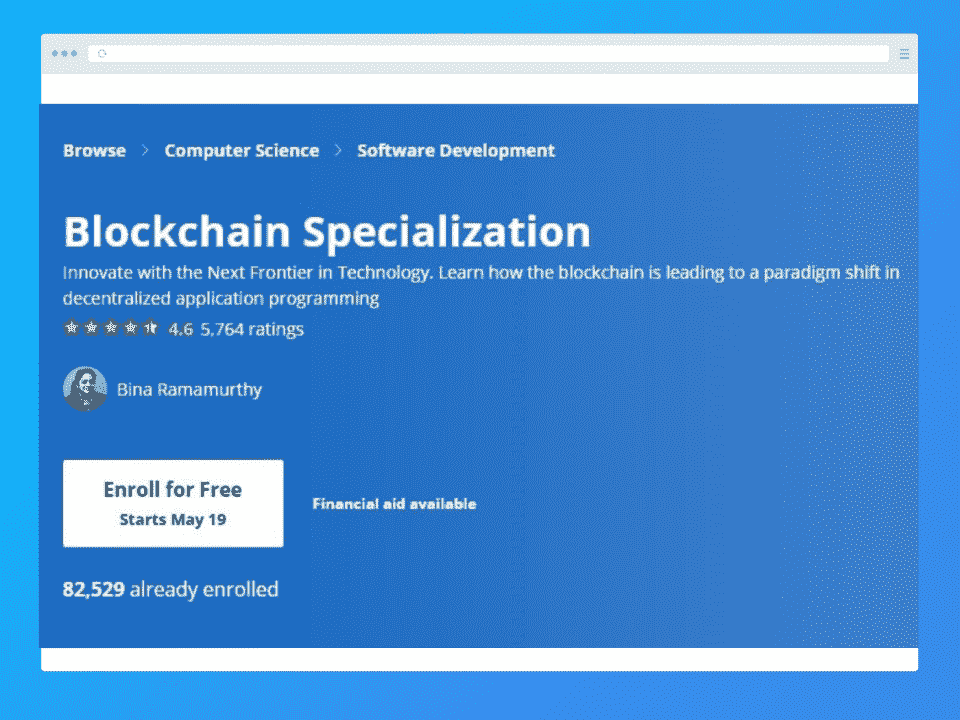 Browse > Computer Science > Software Development
Blockchain Specialization
Innovate with the Next Frontier in Technology. Learn how the blockchain is leading to a paradigm shift in
decentralized application programming
4.6 5,764 ratings
Bina Ramamurthy
Enroll for Free
Starts May 19
Financial aid available
82,529 already enrolled